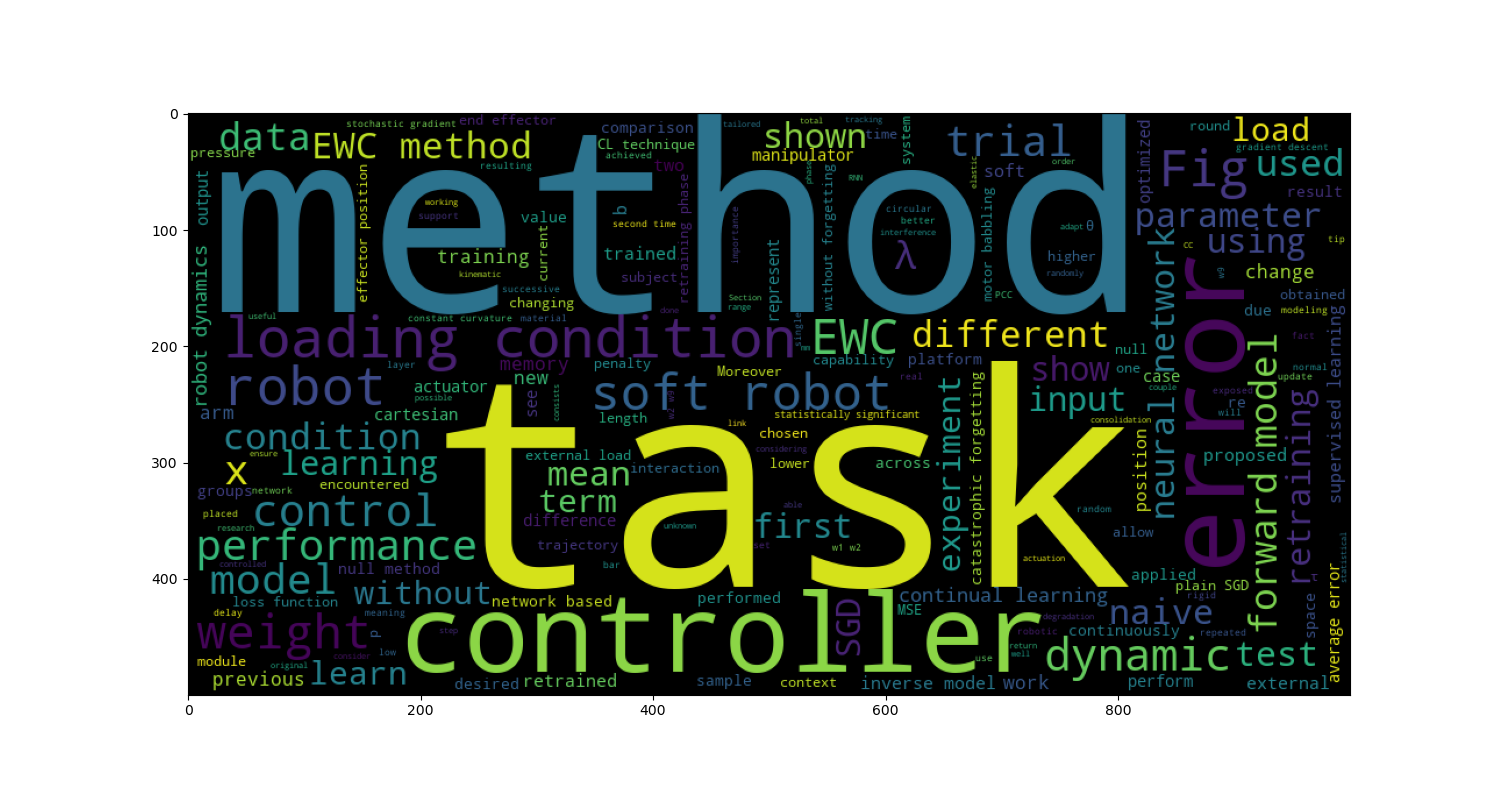 0
100
200
300
400
0
200
400
600
800
method
task
controller
error
loading condition
soft robot
robot
performance
weight
control
model
EWC
EWC method
different
data
shown
trial
Fig
load
used
parameter
using
change
neural network
forward model
retraining
supervised learning
show
input
experiment
catastrophic forgetting
position
naive
dynamic
test
external
average error
space
plain SGD
applied
allow
continual learning
continuously
SGD
MSE
inverse model
work
perform
without
network based
performed
learn
previous
module
desired
retrained
sample
context
loss function
null method
first
mean
term
difference
trajectory
external load
interaction
learning
condition
x
encountered
groups
network
placed
research
controlled
delay
meaning
low
p
original
consider
step
bar
unknown
able
set
w1 w2
actuation
random
across
lower
chosen
considering
link
statistically significant
length
w2 w9
Moreover
penalty
memory
new
see
consists
actuator
possible
cartesian
arm
layer
robot dynamics
output
pressure
stochastic gradient
end effector
effector position
comparison
CL technique
achieved
two
resulting
working
support
value
b
second time
training
kinematic
current
trained
subject
retraining phase
successive
changing
material
constant curvature
useful
done
Section
range
importance
represent
tailored
total
tracking
time
manipulator
phase
RNN
without forgetting
system
soft
elastic
order
circular
better
interference
λ
motor babbling
PCC
adapt
θ
higher
randomly
optimized
round
gradient descent
result
tip
CC
w9
obtained
due
modeling
fact
normal
update
single
nm
capability
platform
real
null
one
case
couple
exposed
re
will
consolidation
proposed
statistical
rigid
repeated
degradation
robotic
return
well
use
ensure